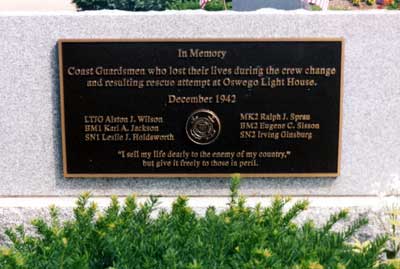 In Memory
Coast Guardsmen who lost their lives during the crew change
and resulting rescue attempt at Oswego Light House.
December 1942
LTJG Alston J. Wilson
BM1 Karl A. Jackson
SN1 Leslie J. Holdsworth
MK2 Ralph J. Sprau
BM2 Eugene C. Sisson
SN2 Irving Ginsburg
"I sell my life dearly to the enemy of my country,"
but give it freely to those in peril.